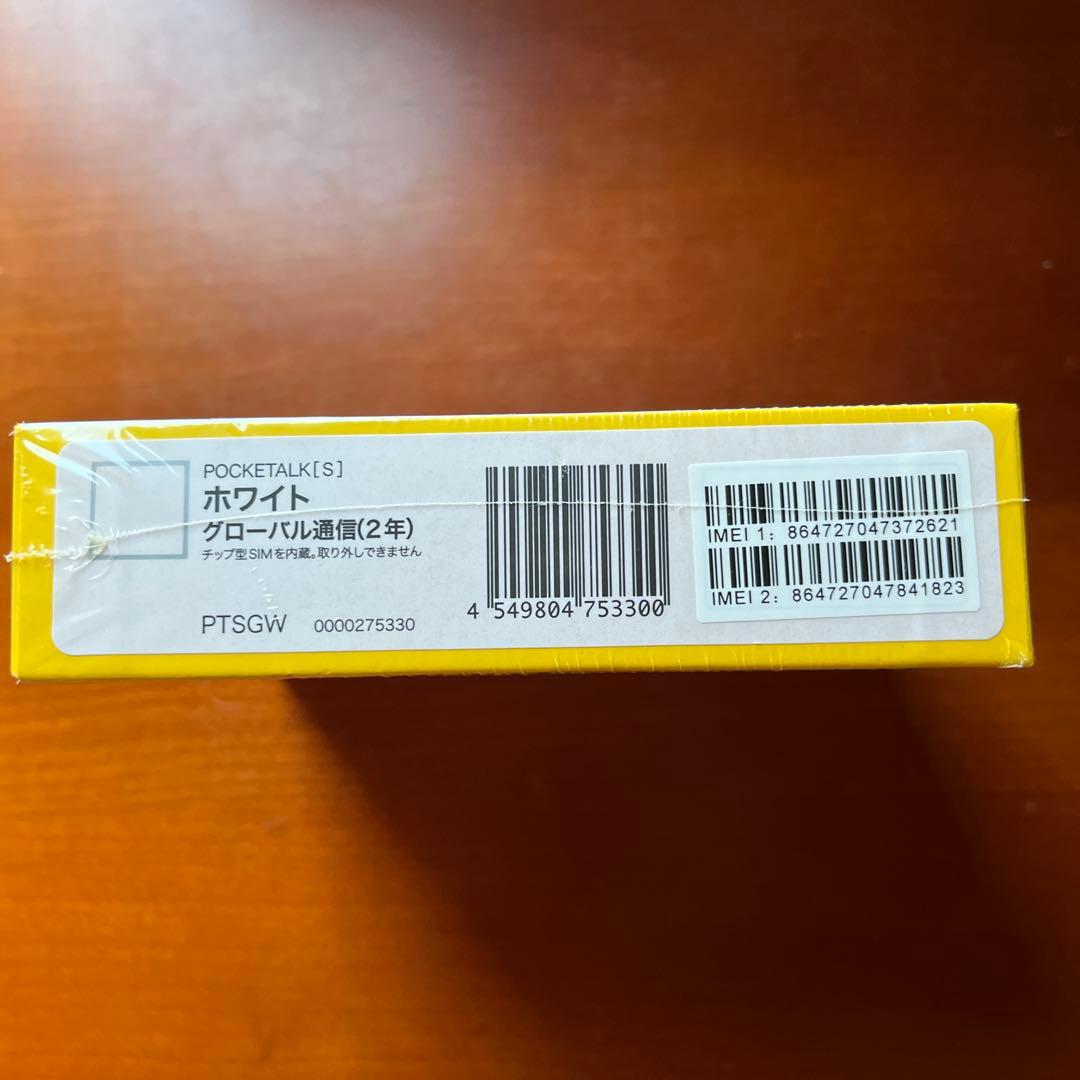 POCKETALK[S]
ホワイト
グローバル通信(2年)
チップ型SIMを内蔵。取り外しできません
PTSGW 0000275330
4 549804 753300
IMEI 1: 864727047372621
IMEI 2: 864727047841823